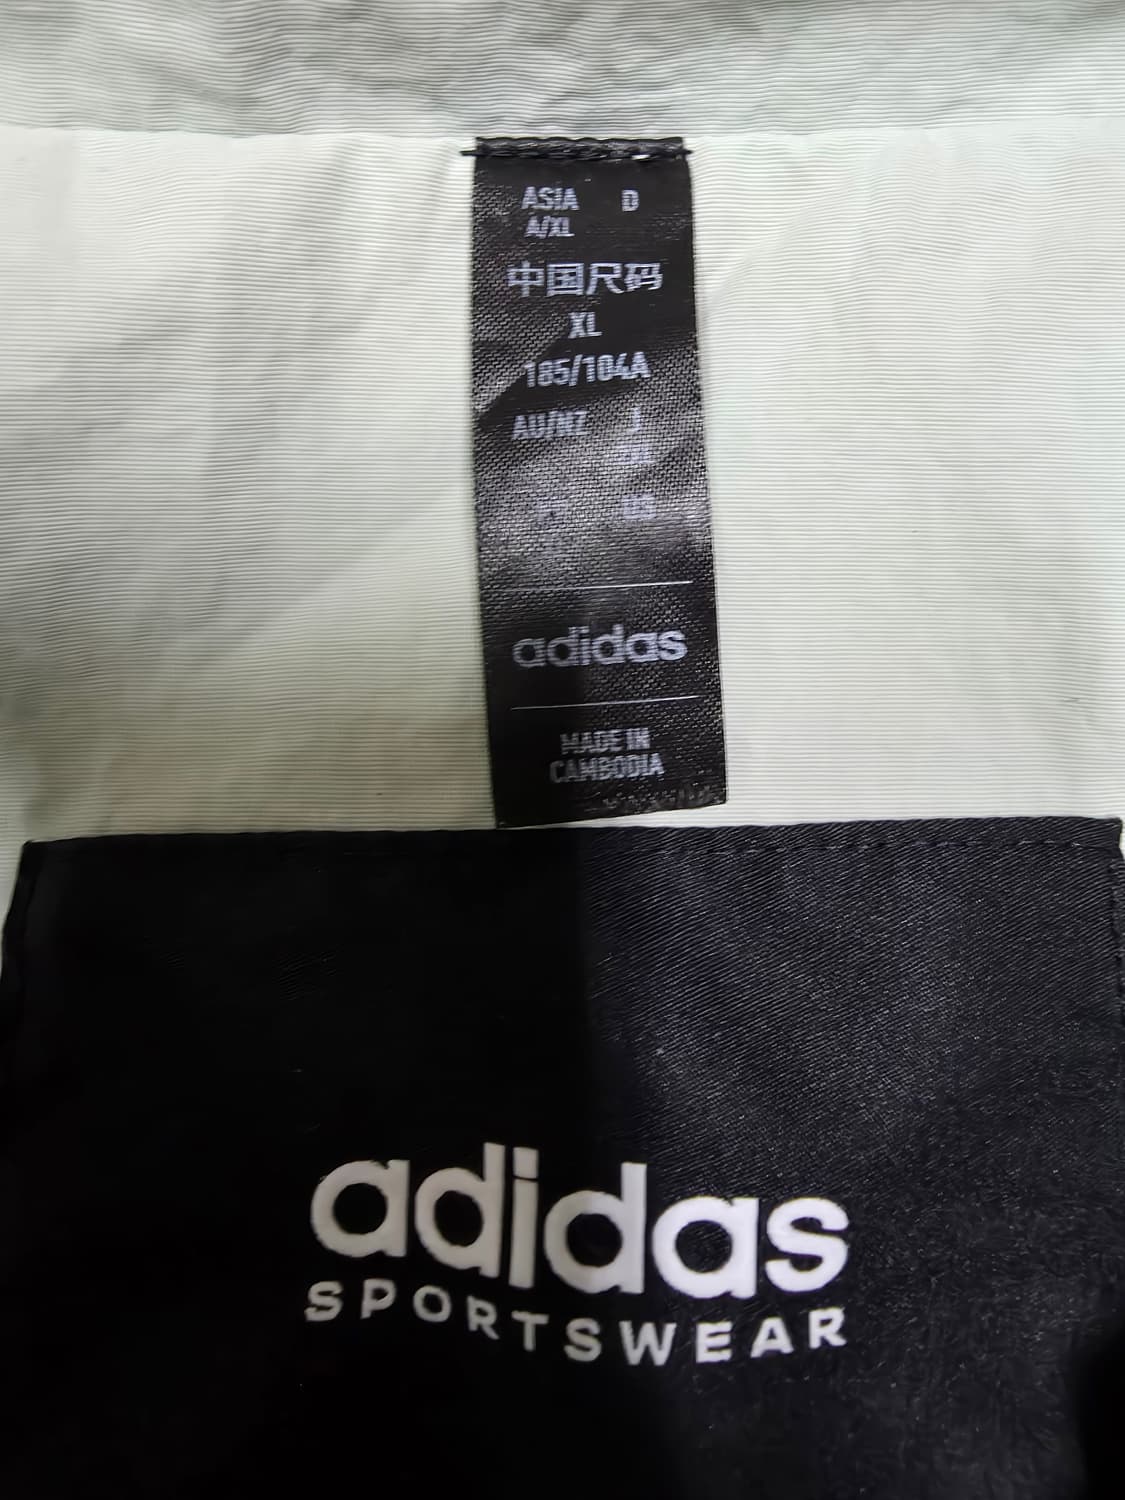 ASIA D
A/XL
中国尺码
XL
185/104A
AU/NZ J
adidas
MADE IN
CAMBODIA
adidas
SPORTSWEAR